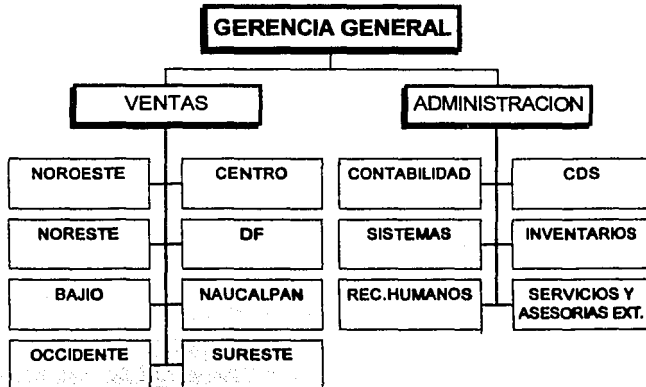 GERENCIA GENERAL
VENTAS
ADMINISTRACION
NOROESTE
CENTRO
CONTABILIDAD
CDS
NORESTE
DF
SISTEMAS
INVENTARIOS
BAJIO
NAUCALPAN
REC.HUMANOS
SERVICIOS Y
ASESORIAS EXT.
OCCIDENTE
SURESTE